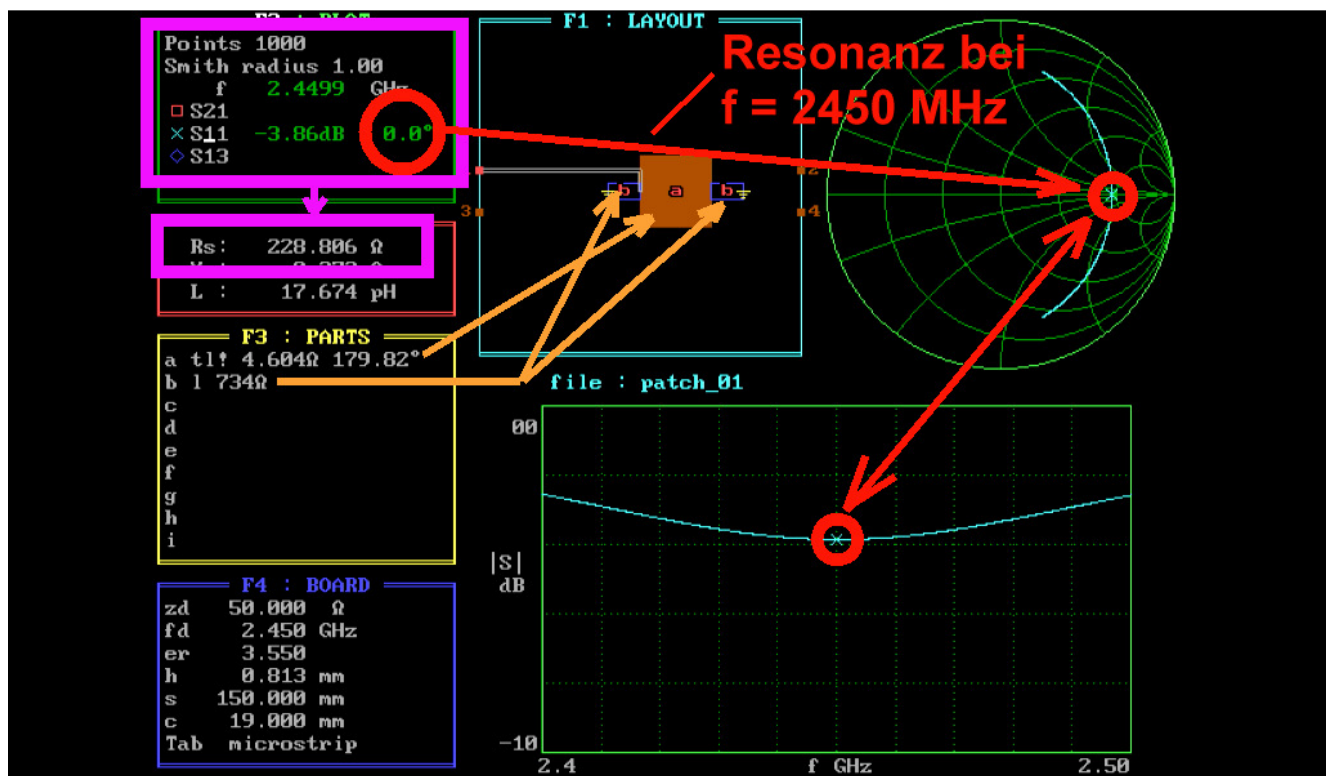 F2 : PLOT
Points 1000
Smith radius 1.00
f 2.4499 GHz
S21
S11 -3.86dB 0.0°
S13
Rs: 228.806 Ω
L : 17.674 pH
F3 : PARTS
a tl! 4.604Ω 179.82°
b l 734Ω
c
d
e
f
g
h
i
F4 : BOARD
zd 50.000 Ω
fd 2.450 GHz
er 3.550
h 0.813 mm
s 150.000 mm
c 19.000 mm
Tab microstrip
F1 : LAYOUT
Resonanz bei
f = 2450 MHz
2
b a b
3 4
file : patch_01
00
|S|
dB
-10
2.4 f GHz 2.50